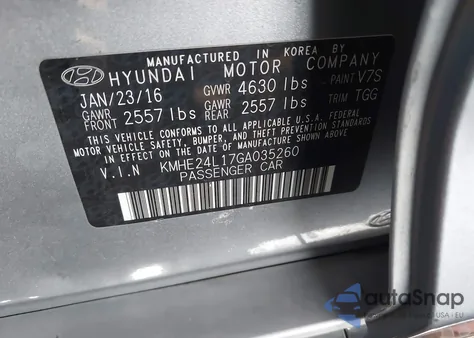 MANUFACTURED IN KOREA BY
HYUNDAI MOTOR COMPANY
JAN/23/16 GVWR 4630 lbs PAINT V7S
GAWR FRONT 2557 lbs GAWR REAR 2557 lbs TRIM TGG
THIS VEHICLE CONFORMS TO ALL APPLICABLE U.S.A. FEDERAL
MOTOR VEHICLE SAFETY, BUMPER, AND THEFT PREVENTION STANDARDS
IN EFFECT ON THE DATE OF MANUFACTURE SHOWN ABOVE.
V.I.N KMHE24L17GA035260
PASSENGER CAR
autaSnap